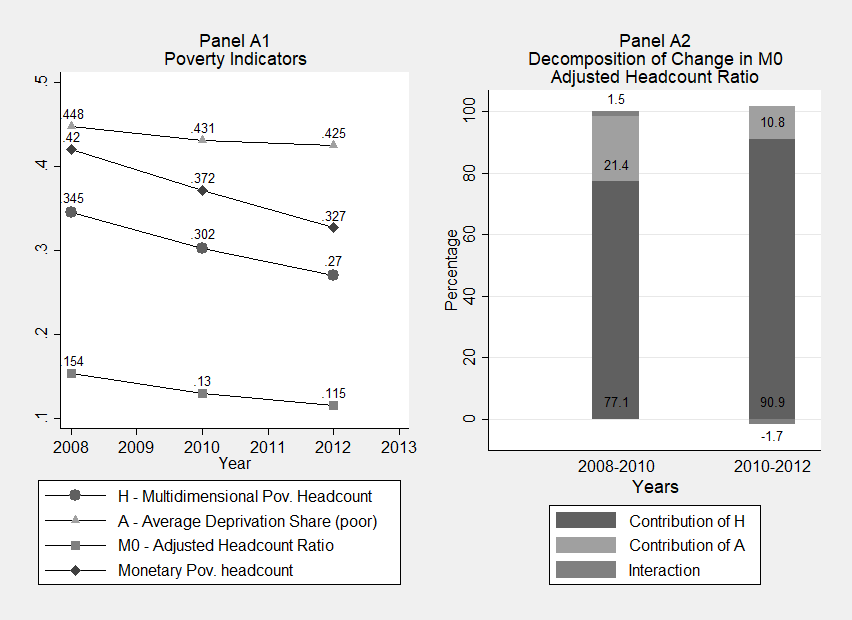 Panel A1
Poverty Indicators
.5
.4
.3
.2
.1
.448
.431
.425
.42
.372
.327
.345
.302
.27
.154
.13
.115
2008 2009 2010 2011 2012 2013
Year
H - Multidimensional Pov. Headcount
A - Average Deprivation Share (poor)
M0 - Adjusted Headcount Ratio
Monetary Pov. headcount
Panel A2
Decomposition of Change in M0
Adjusted Headcount Ratio
Percentage
100
80
60
40
20
0
1.5
21.4
77.1
10.8
90.9
-1.7
2008-2010 2010-2012
Years
Contribution of H
Contribution of A
Interaction